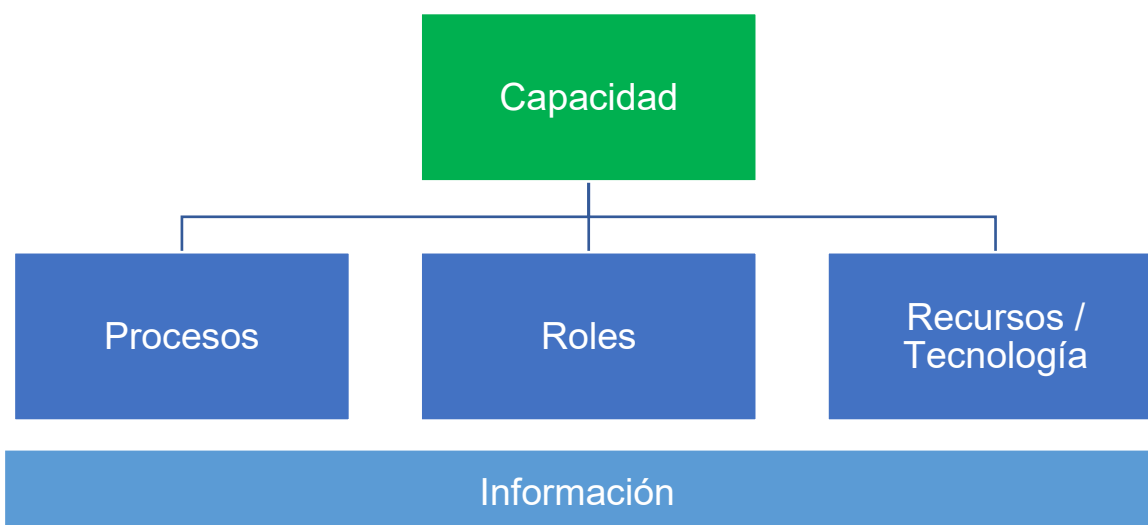 Capacidad
Procesos
Roles
Recursos /
Tecnología
Información